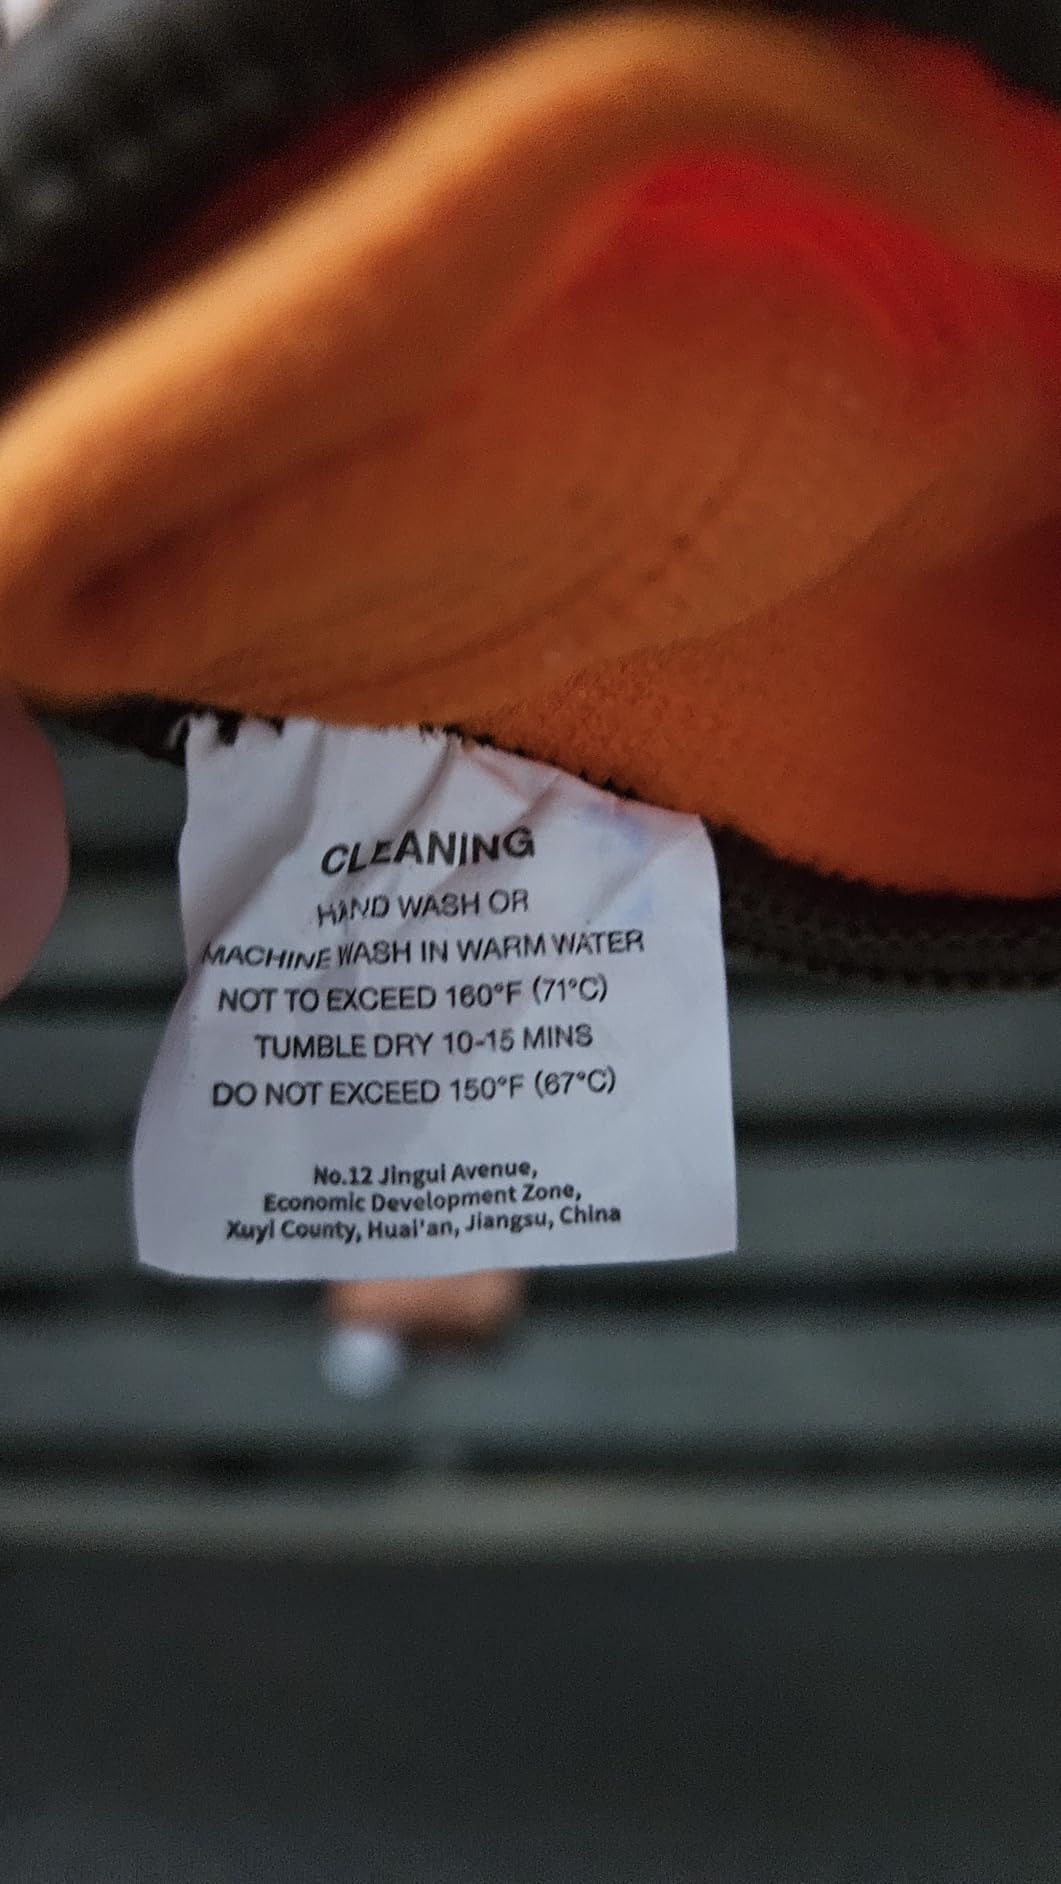 CLEANING
HAND WASH OR
MACHINE WASH IN WARM WATER
NOT TO EXCEED 160°F (71°C)
TUMBLE DRY 10-15 MINS
DO NOT EXCEED 150°F (67°C)
No.12 Jingui Avenue,
Economic Development Zone,
Xuyi County, Huai'an, Jiangsu, China